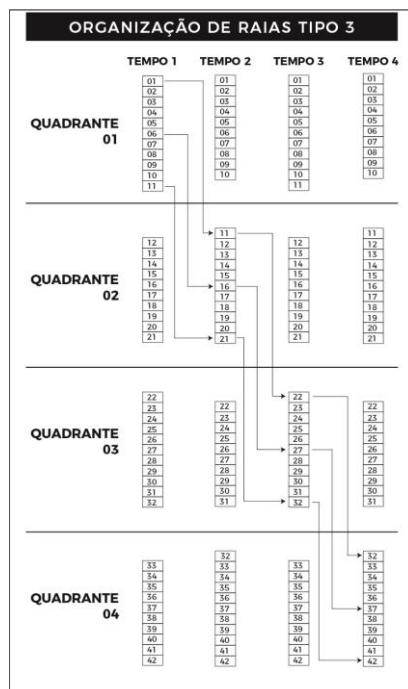 ORGANIZAÇÃO DE RAIAS TIPO 3
TEMPO 1 TEMPO 2 TEMPO 3 TEMPO 4
QUADRANTE 01
01 01 01 01
02 02 02 02
03 03 03 03
04 04 04 04
05 05 05 05
06 06 06 06
07 07 07 07
08 08 08 08
09 09 09 09
10 10 10 10
11 11
QUADRANTE 02
11 11
12 12 12 12
13 13 13 13
14 14 14 14
15 15 15 15
16 16 16 16
17 17 17 17
18 18 18 18
19 19 19 19
20 20 20 20
21 21 21 21
QUADRANTE 03
22 22 22 22
23 23 23 23
24 24 24 24
25 25 25 25
26 26 26 26
27 27 27 27
28 28 28 28
29 29 29 29
30 30 30 30
31 31 31 31
32 32
QUADRANTE 04
32 32
33 33 33 33
34 34 34 34
35 35 35 35
36 36 36 36
37 37 37 37
38 38 38 38
39 39 39 39
40 40 40 40
41 41 41 41
42 42 42 42